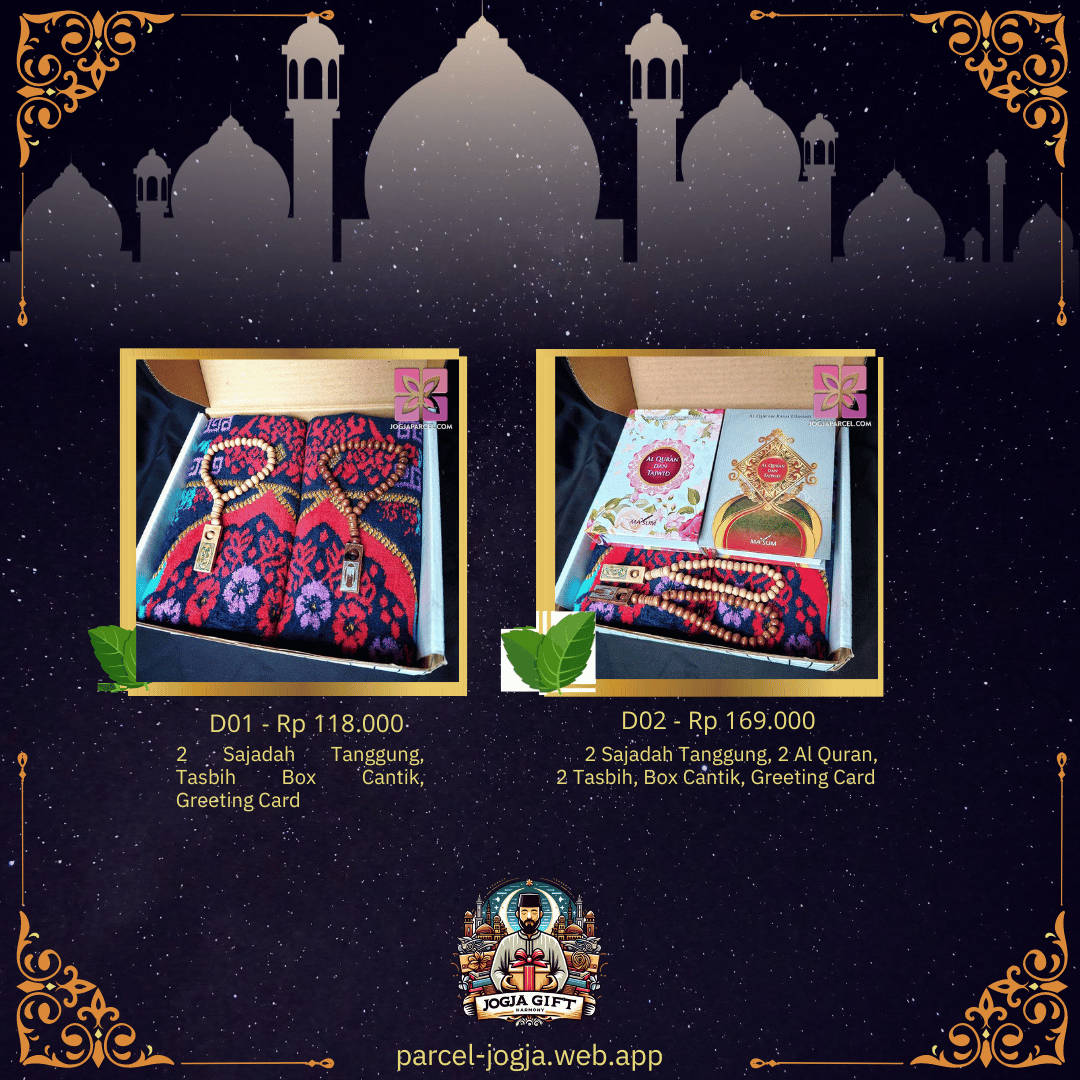 JOGJAPARCEL.COM
JOGJAPARCEL.COM
AL QURAN
DAN
TAJWID
MA'SUM
AL QURAN
DAN
TAJWID
MA'SUM
D01 - Rp 118.000
2 Sajadah Tanggung,
Tasbih Box Cantik,
Greeting Card
D02 - Rp 169.000
2 Sajadah Tanggung, 2 Al Quran,
2 Tasbih, Box Cantik, Greeting Card
JOGJA GIFT
HARMONY
parcel-jogja.web.app